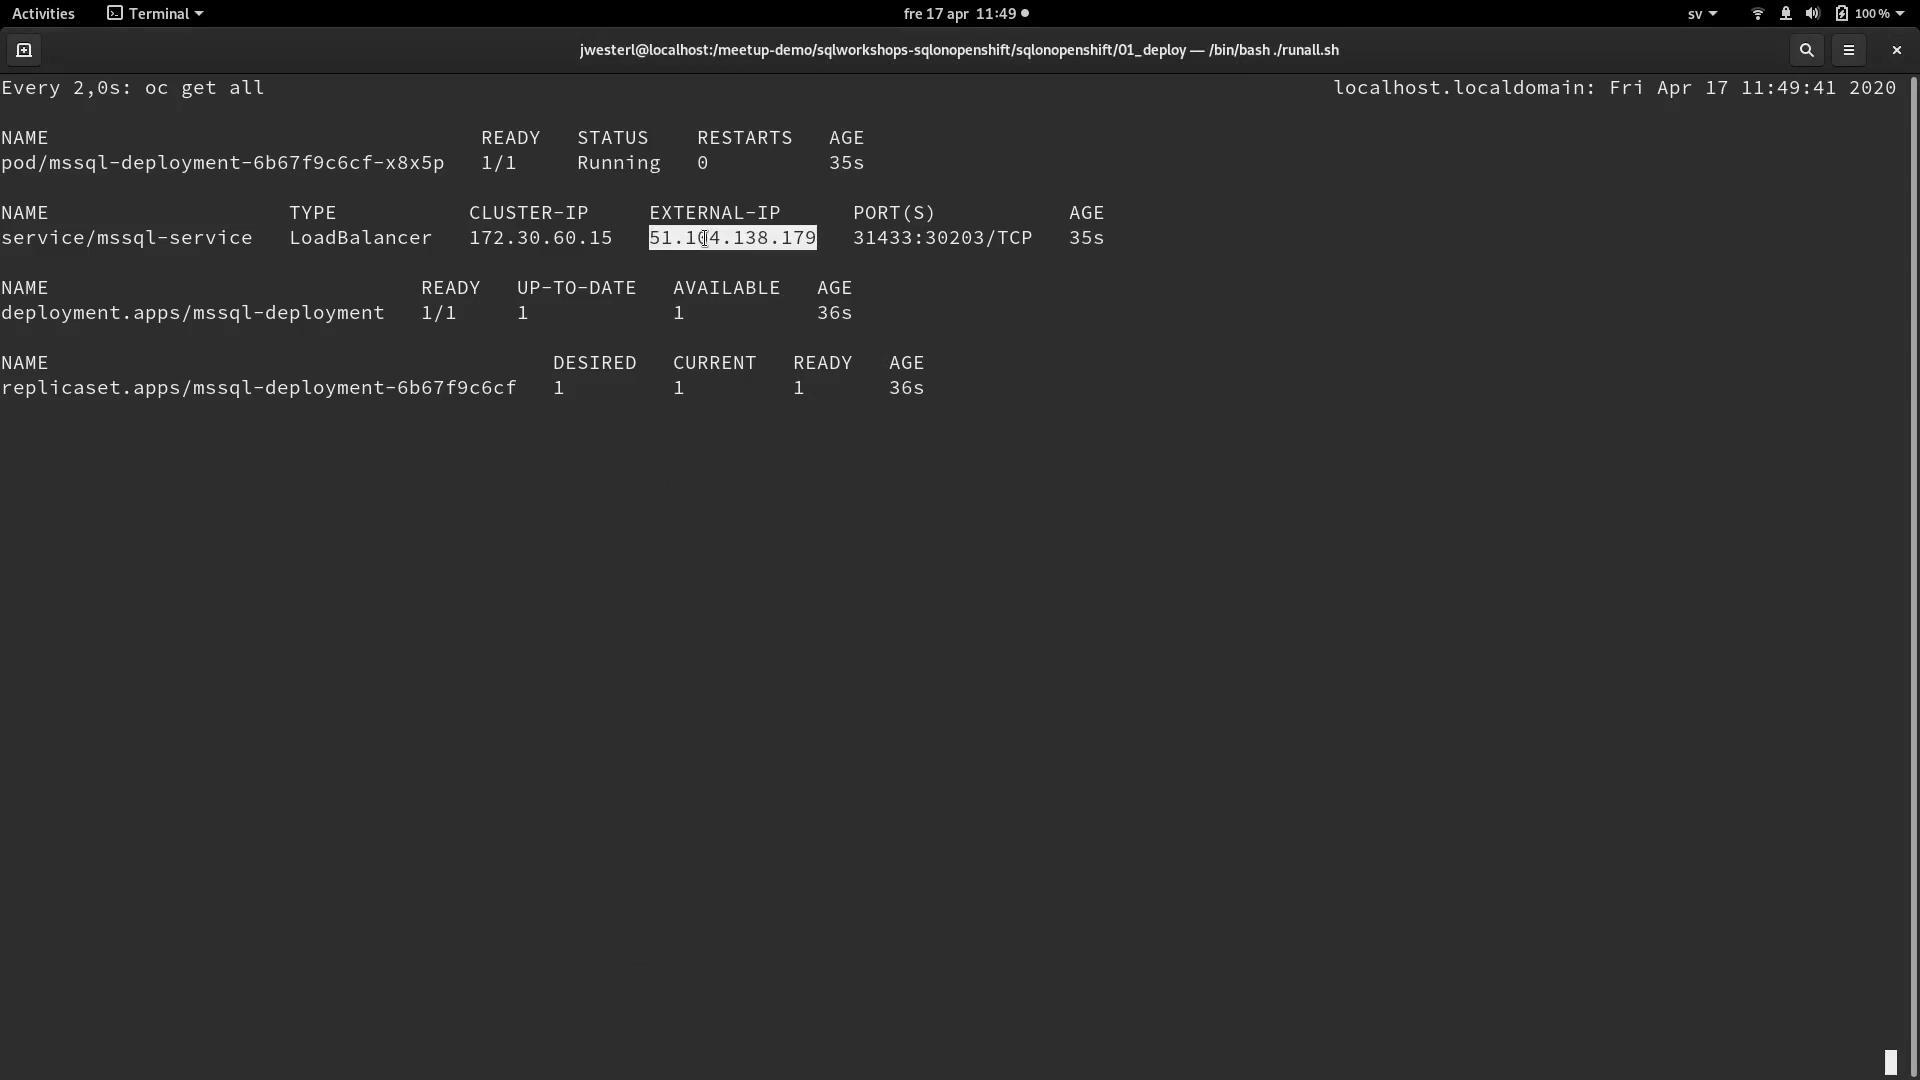 Activities Terminal fre 17 apr 11:49 sv 100 %
jwesterl@localhost:/meetup-demo/sqlworkshops-sqlonopenshift/sqlonopenshift/01_deploy — /bin/bash ./runall.sh
Every 2,0s: oc get all localhost.localdomain: Fri Apr 17 11:49:41 2020
NAME READY STATUS RESTARTS AGE
pod/mssql-deployment-6b67f9c6cf-x8x5p 1/1 Running 0 35s
NAME TYPE CLUSTER-IP EXTERNAL-IP PORT(S) AGE
service/mssql-service LoadBalancer 172.30.60.15 51.104.138.179 31433:30203/TCP 35s
NAME READY UP-TO-DATE AVAILABLE AGE
deployment.apps/mssql-deployment 1/1 1 1 36s
NAME DESIRED CURRENT READY AGE
replicaset.apps/mssql-deployment-6b67f9c6cf 1 1 1 36s